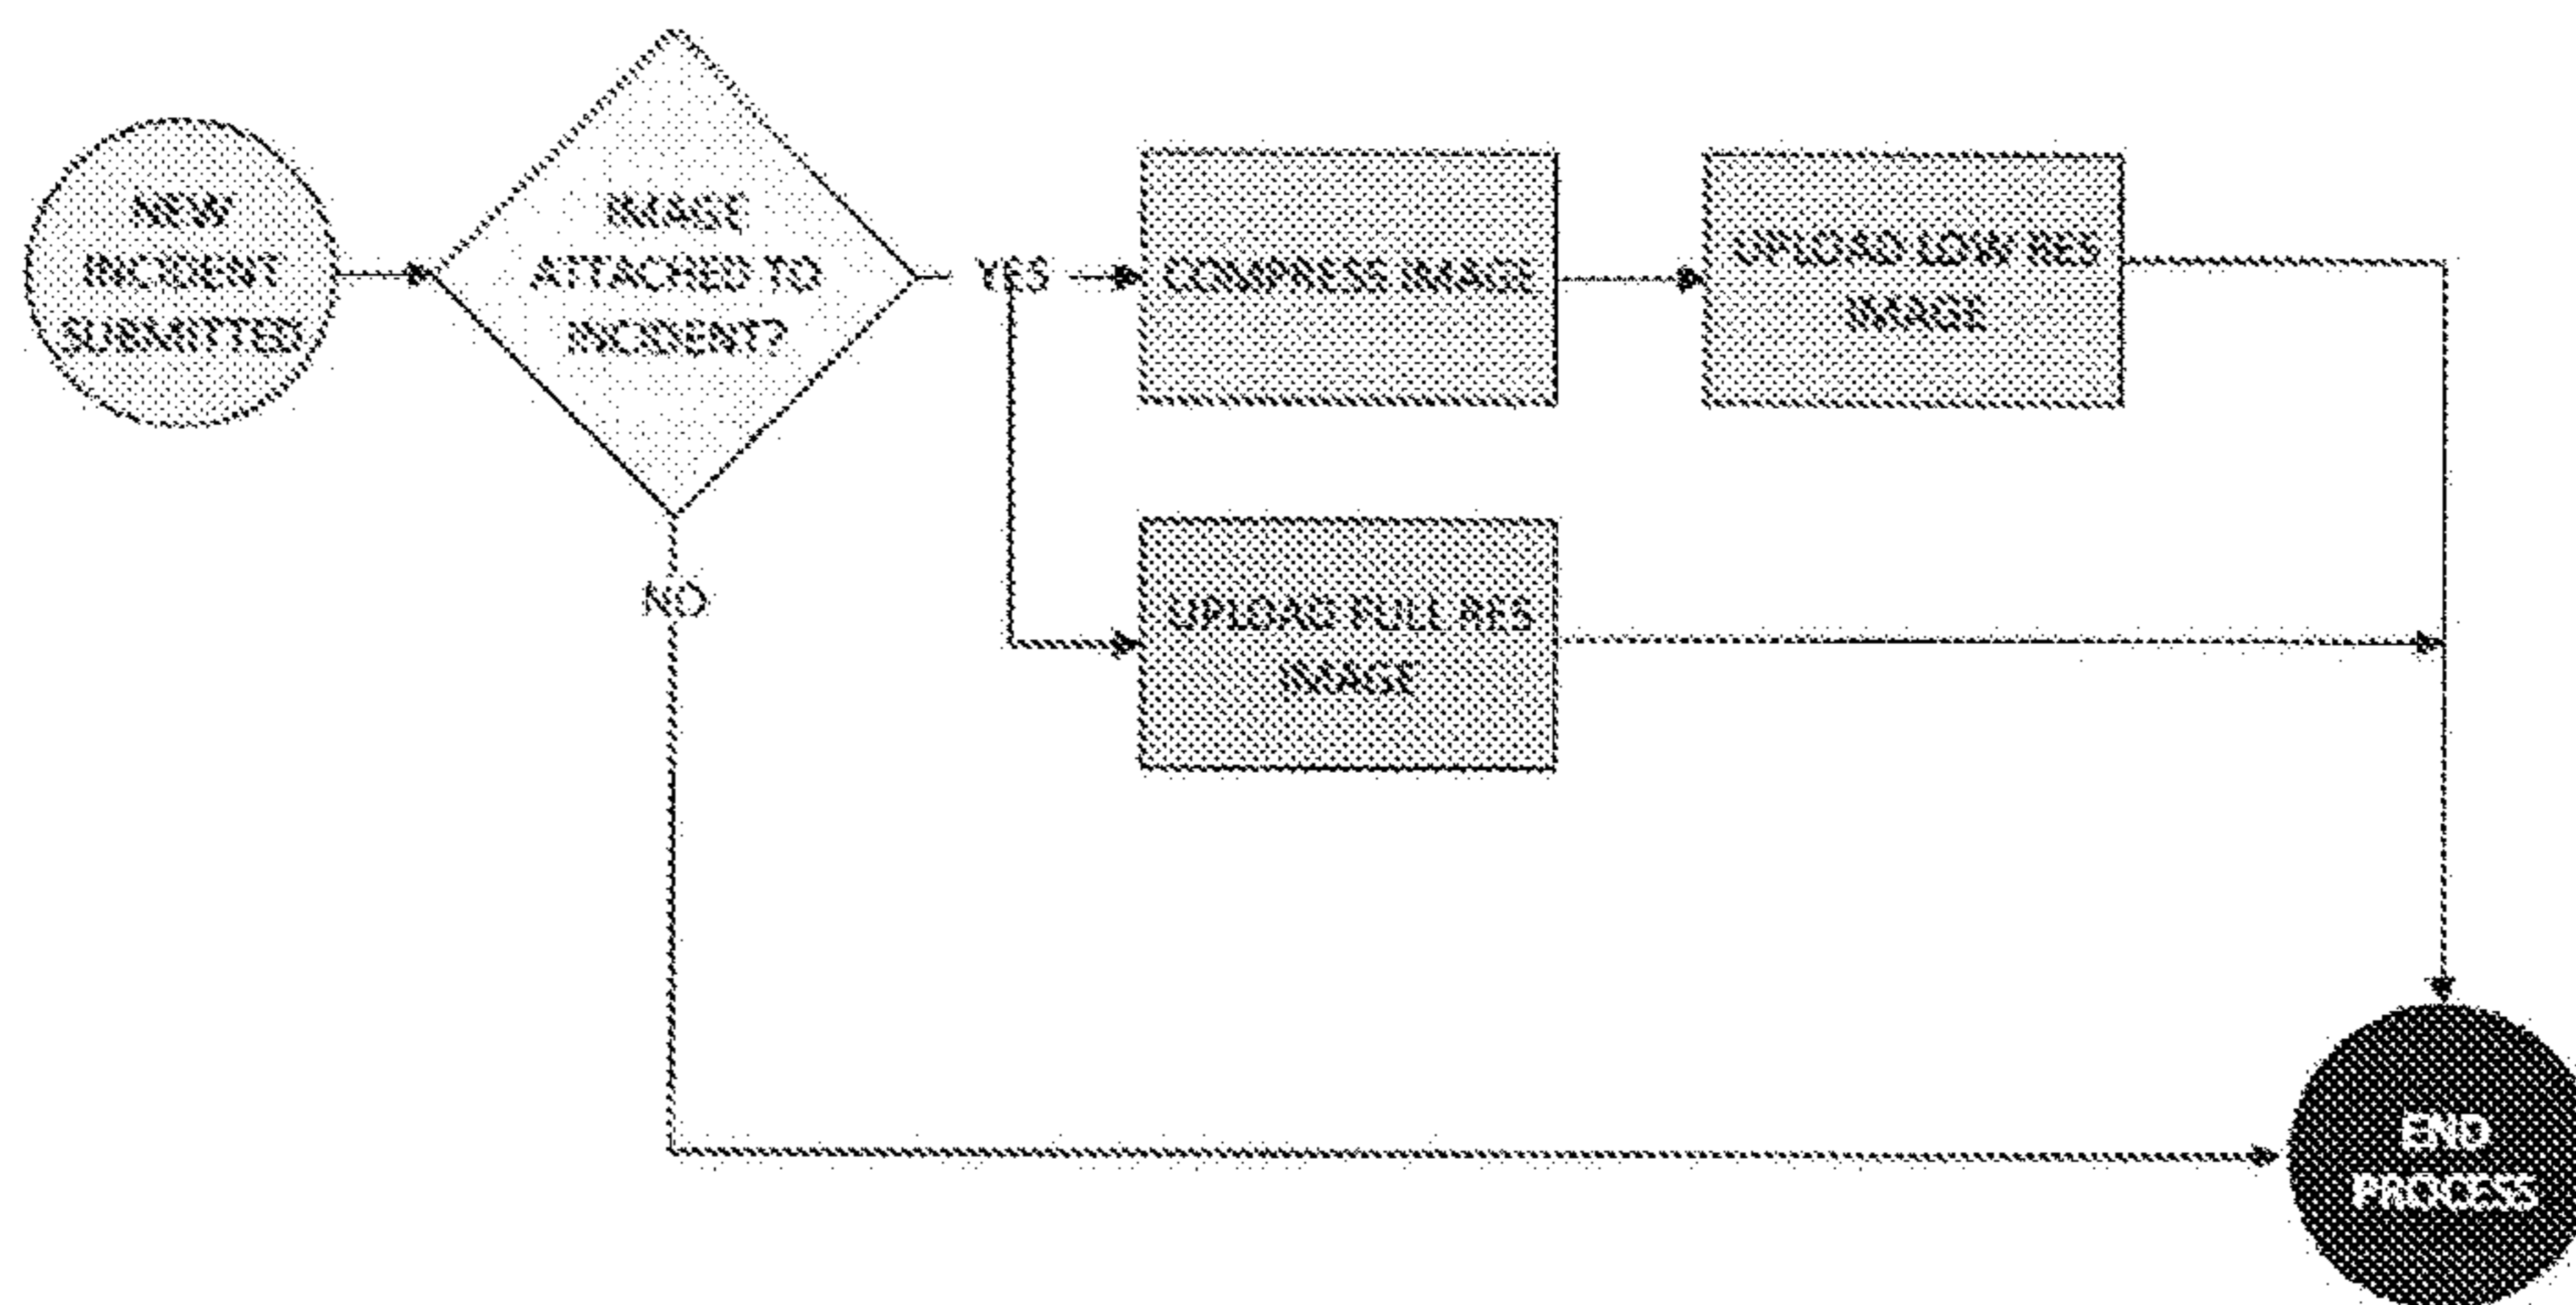 NEW
INCIDENT
SUBMITTED
IMAGE
ATTACHED TO
INCIDENT?
YES
COMPRESS IMAGE
UPLOAD LOW RES
IMAGE
NO
UPLOAD FULL RES
IMAGE
END
PROCESS